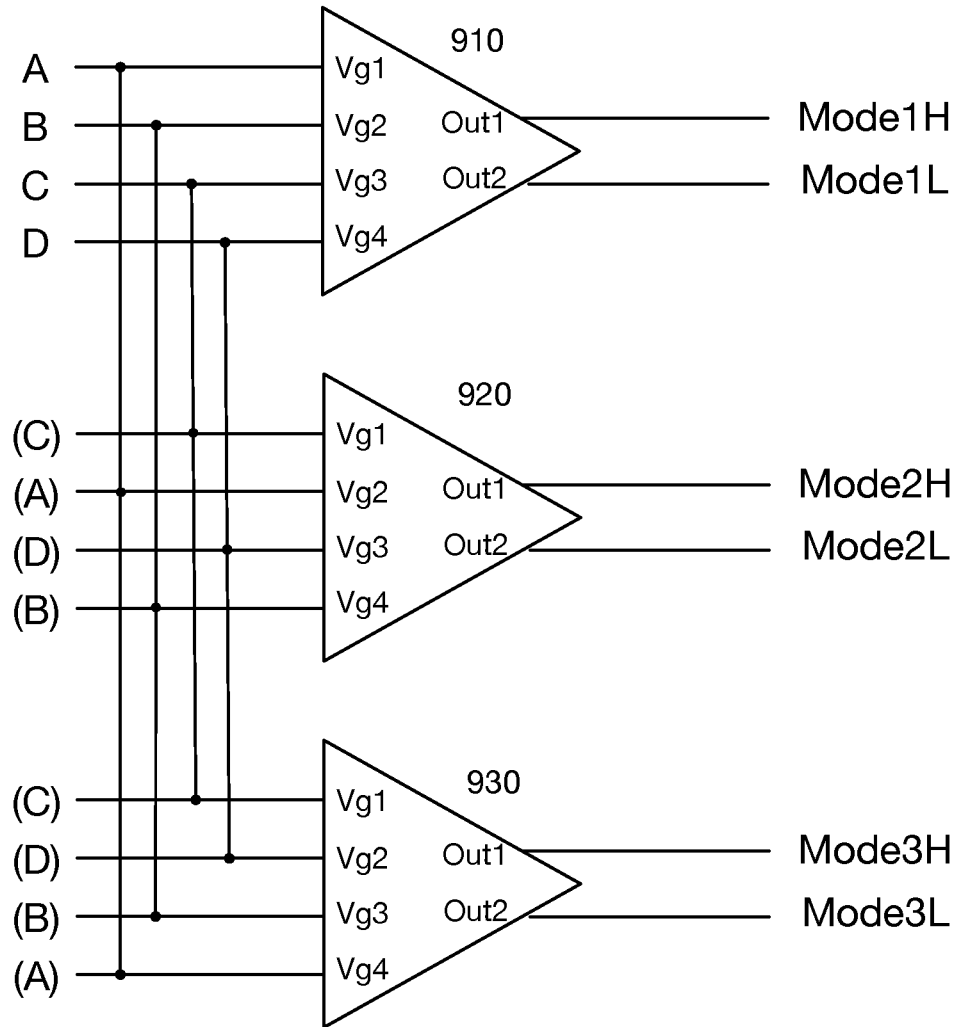 910
A Vg1
B Vg2 Out1 Mode1H
C Vg3 Out2 Mode1L
D Vg4
920
(C) Vg1
(A) Vg2 Out1 Mode2H
(D) Vg3 Out2 Mode2L
(B) Vg4
930
(C) Vg1
(D) Vg2 Out1 Mode3H
(B) Vg3 Out2 Mode3L
(A) Vg4